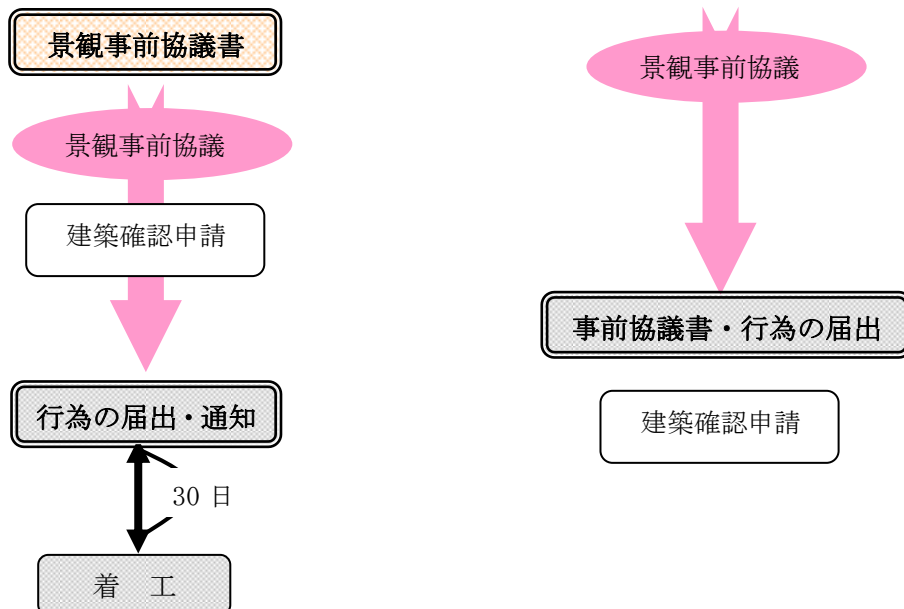 景観事前協議書
景観事前協議
建築確認申請
行為の届出・通知
30 日
着 工
景観事前協議
事前協議書・行為の届出
建築確認申請